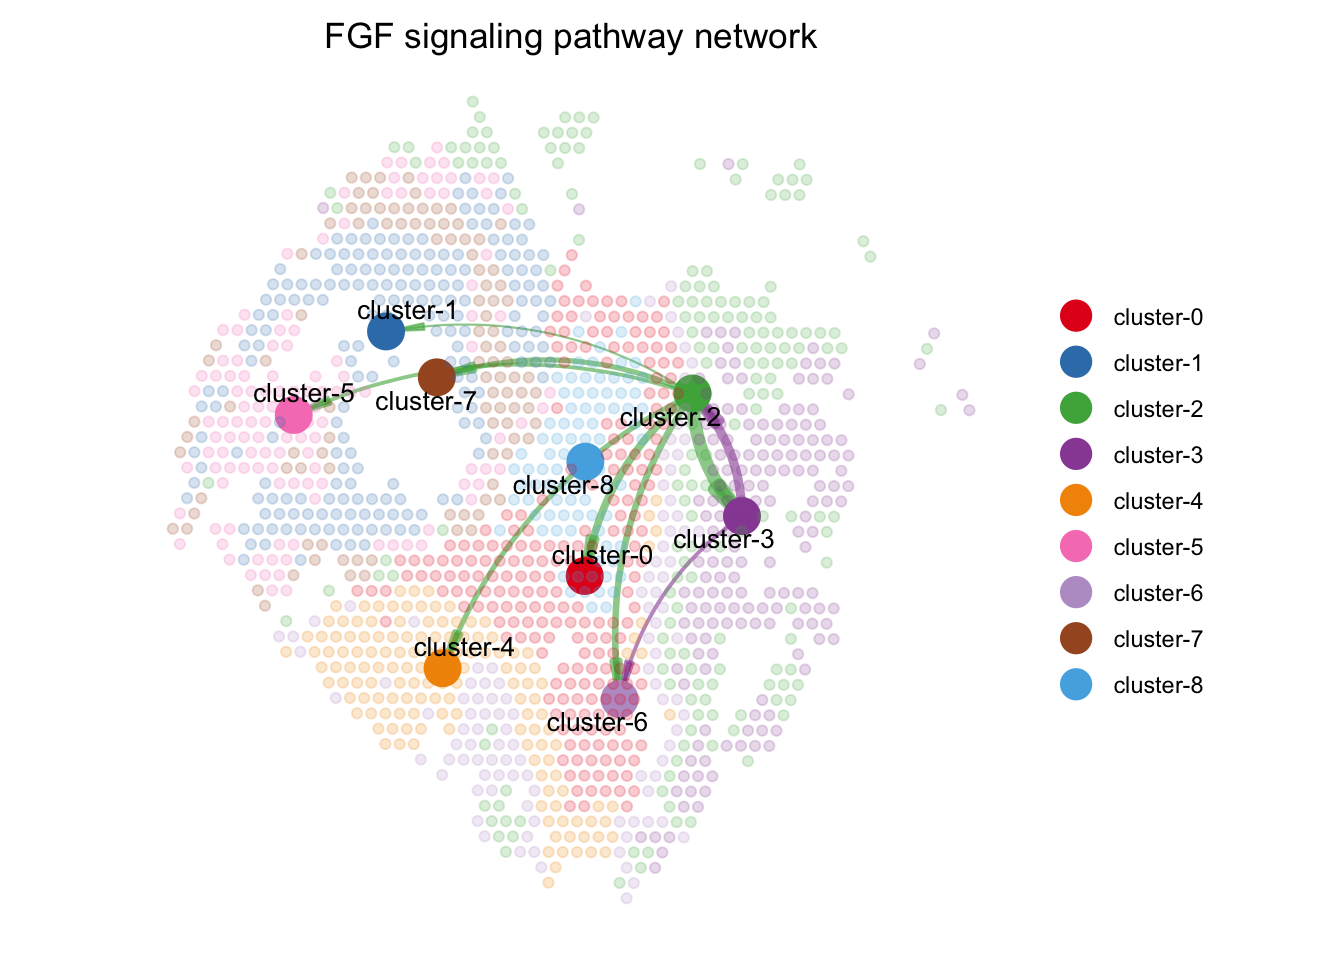 FGF signaling pathway network
cluster-1
cluster-5
cluster-7
cluster-2
cluster-8
cluster-3
cluster-0
cluster-4
cluster-6
cluster-0
cluster-1
cluster-2
cluster-3
cluster-4
cluster-5
cluster-6
cluster-7
cluster-8